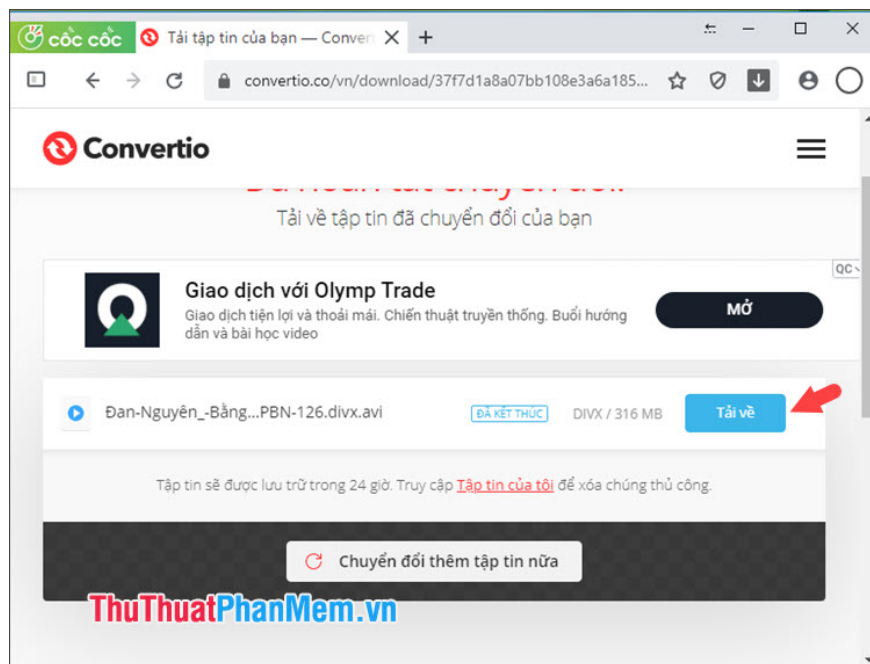 cốc cốc
Tải tập tin của bạn — Conver
convertio.co/vn/download/37f7d1a8a07bb108e3a6a185...
Convertio
Tải về tập tin đã chuyển đổi của bạn
QC
Giao dịch với Olymp Trade
Giao dịch tiện lợi và thoải mái. Chiến thuật truyền thống. Buổi hướng
dẫn và bài học video
MỞ
Đan-Nguyên_-Bằng...PBN-126.divx.avi
ĐÃ KẾT THÚC
DIVX / 316 MB
Tải về
Tập tin sẽ được lưu trữ trong 24 giờ. Truy cập Tập tin của tôi để xóa chúng thủ công.
Chuyển đổi thêm tập tin nữa
ThuThuatPhanMem.vn